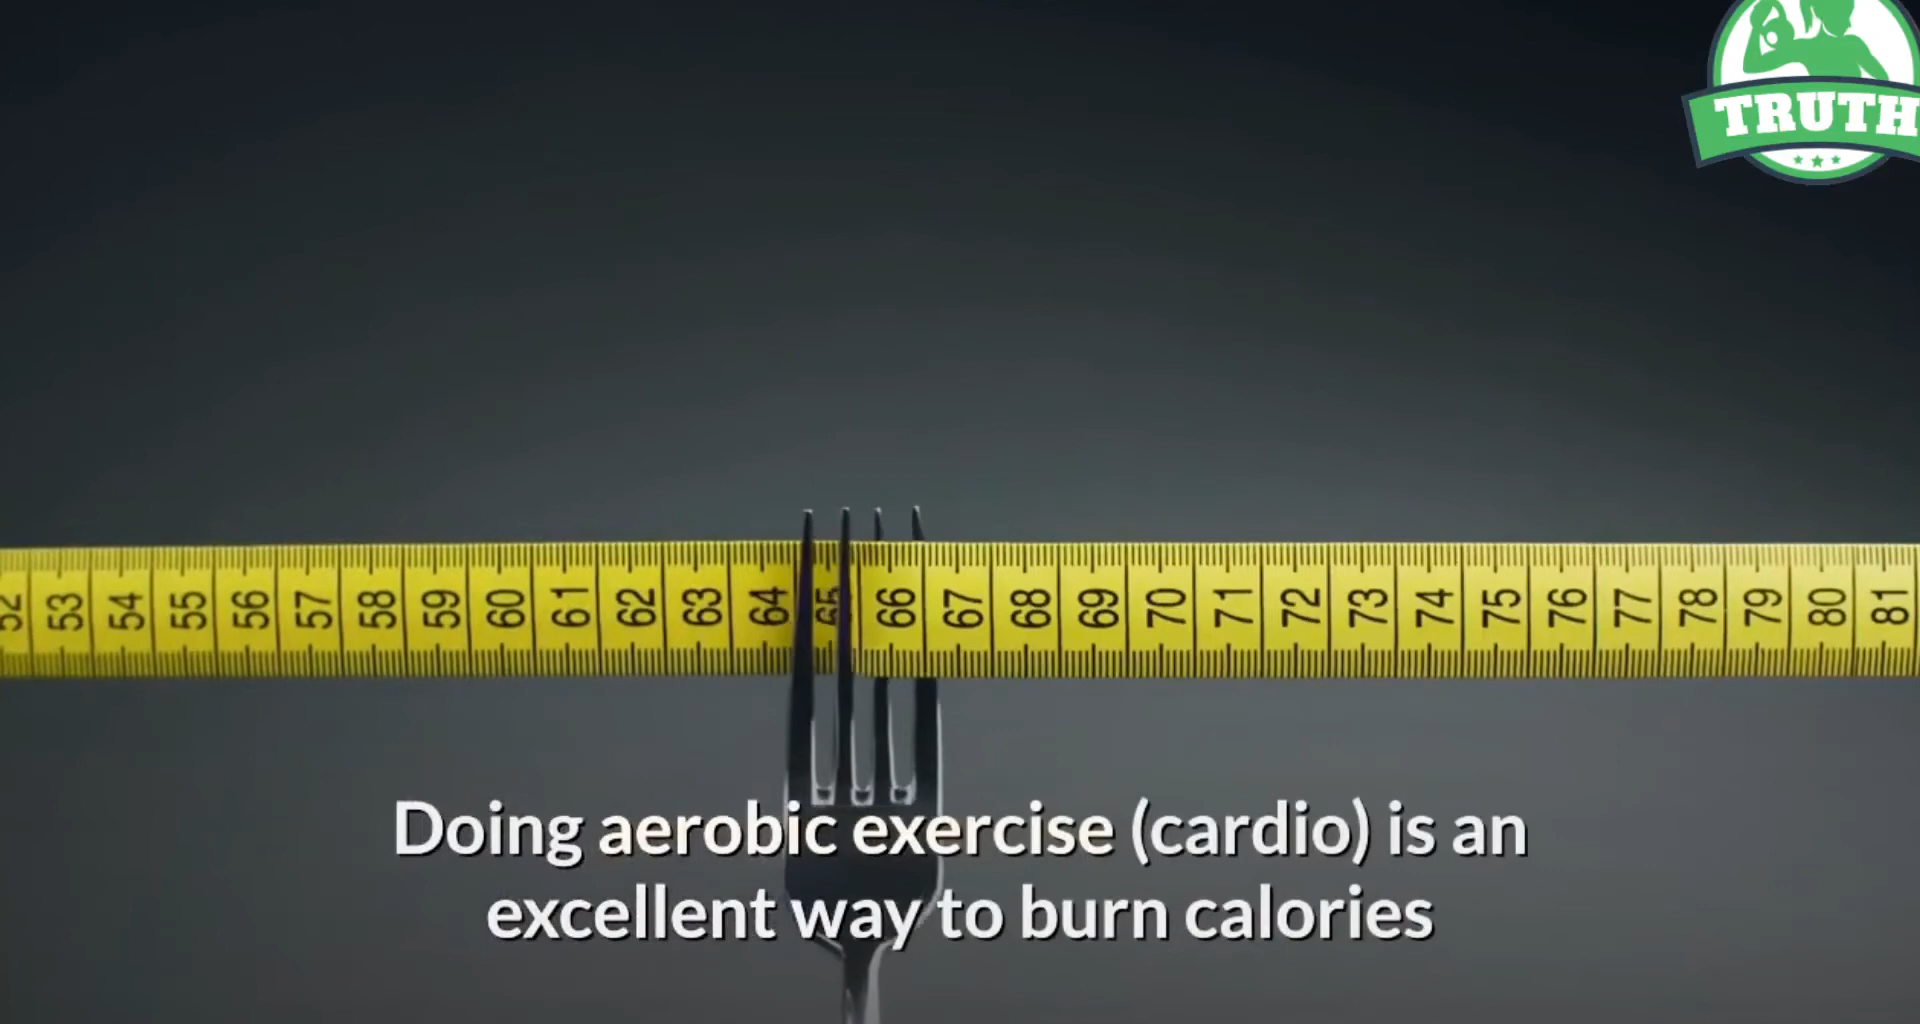 TRUTH
52 53 54 55 56 57 58 59 60 61 62 63 64 65 66 67 68 69 70 71 72 73 74 75 76 77 78 79 80 81
Doing aerobic exercise (cardio) is an
excellent way to burn calories